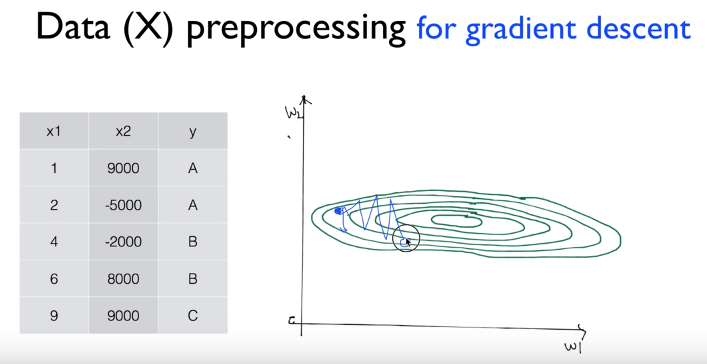 Data (X) preprocessing for gradient descent
x1 x2 y
1 9000 A
2 -5000 A
4 -2000 B
6 8000 B
9 9000 C
W2
W1